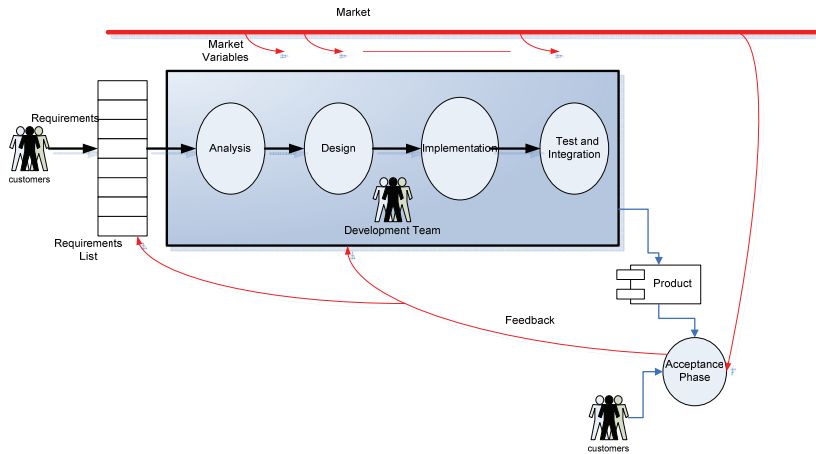 Market
Market
Variables
Requirements
customers
Analysis
Design
Implementation
Test and
Integration
Development Team
Requirements
List
Product
Feedback
Acceptance
Phase
customers